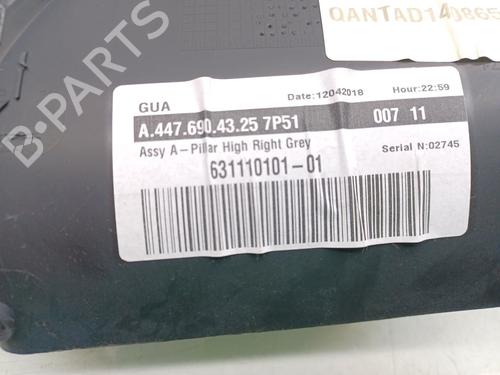 QANTAD140865
GUA Date:12042018 Hour:22:59
A.447.690.43.25 7P51 007 11
Assy A-Pillar High Right Grey Serial N:02745
631110101-01
B-PARTS